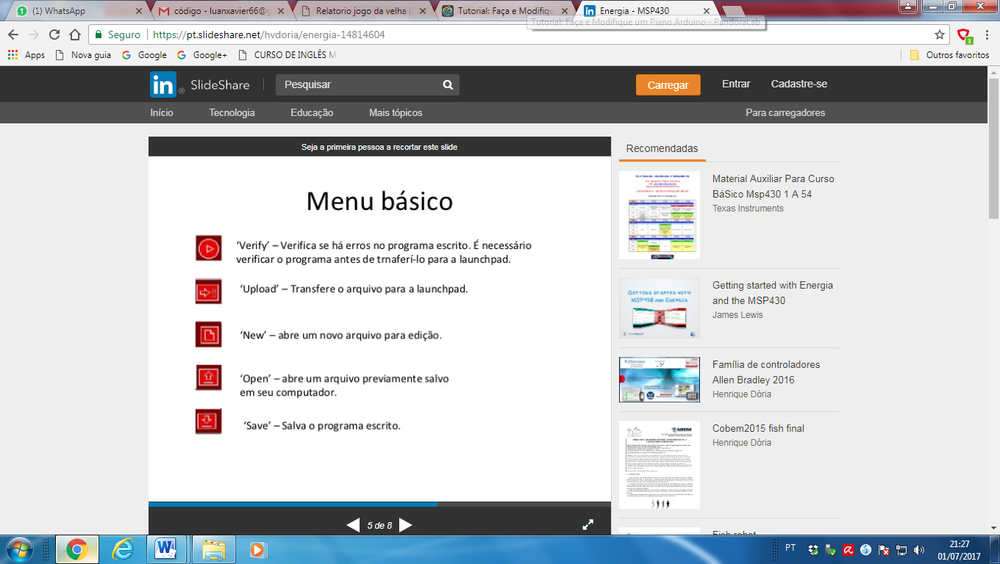 (1) WhatsApp
código - luanxavier66@g
Relatorio jogo da velha (
Tutorial: Faça e Modifiqu
Energia - MSP430
Tutorial: Faça e Modifique um Piano Arduino - PandoraLab
Seguro
https://pt.slideshare.net/hvdoria/energia-14814604
3
Apps
Nova guia
Google
Google+
CURSO DE INGLÊS M
Outros favoritos
in
SlideShare
Pesquisar
Carregar
Entrar
Cadastre-se
Início
Tecnologia
Educação
Mais tópicos
Para carregadores
Seja a primeira pessoa a recortar este slide
Menu básico
‘Verify’ – Verifica se há erros no programa escrito. É necessário
verificar o programa antes de trnaferí-lo para a launchpad.
‘Upload’ – Transfere o arquivo para a launchpad.
‘New’ – abre um novo arquivo para edição.
‘Open’ – abre um arquivo previamente salvo
em seu computador.
‘Save’ – Salva o programa escrito.
5 de 8
Recomendadas
Material Auxiliar Para Curso
BáSico Msp430 1 A 54
Texas Instruments
Getting started with
MSP430 and Energia
Getting started with Energia
and the MSP430
James Lewis
Família de controladores
Allen Bradley 2016
Henrique Dória
Cobem2015 fish final
Henrique Dória
Fish robot
PT
21:27
01/07/2017